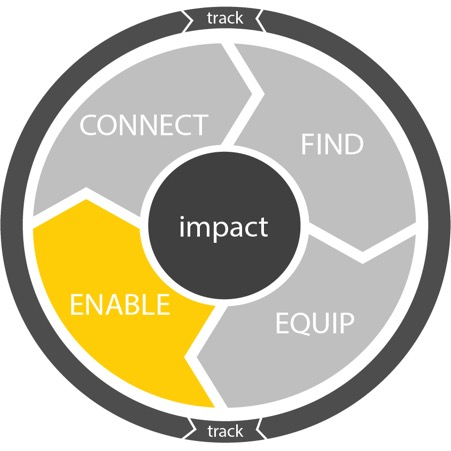 track
CONNECT
FIND
impact
ENABLE
EQUIP
track